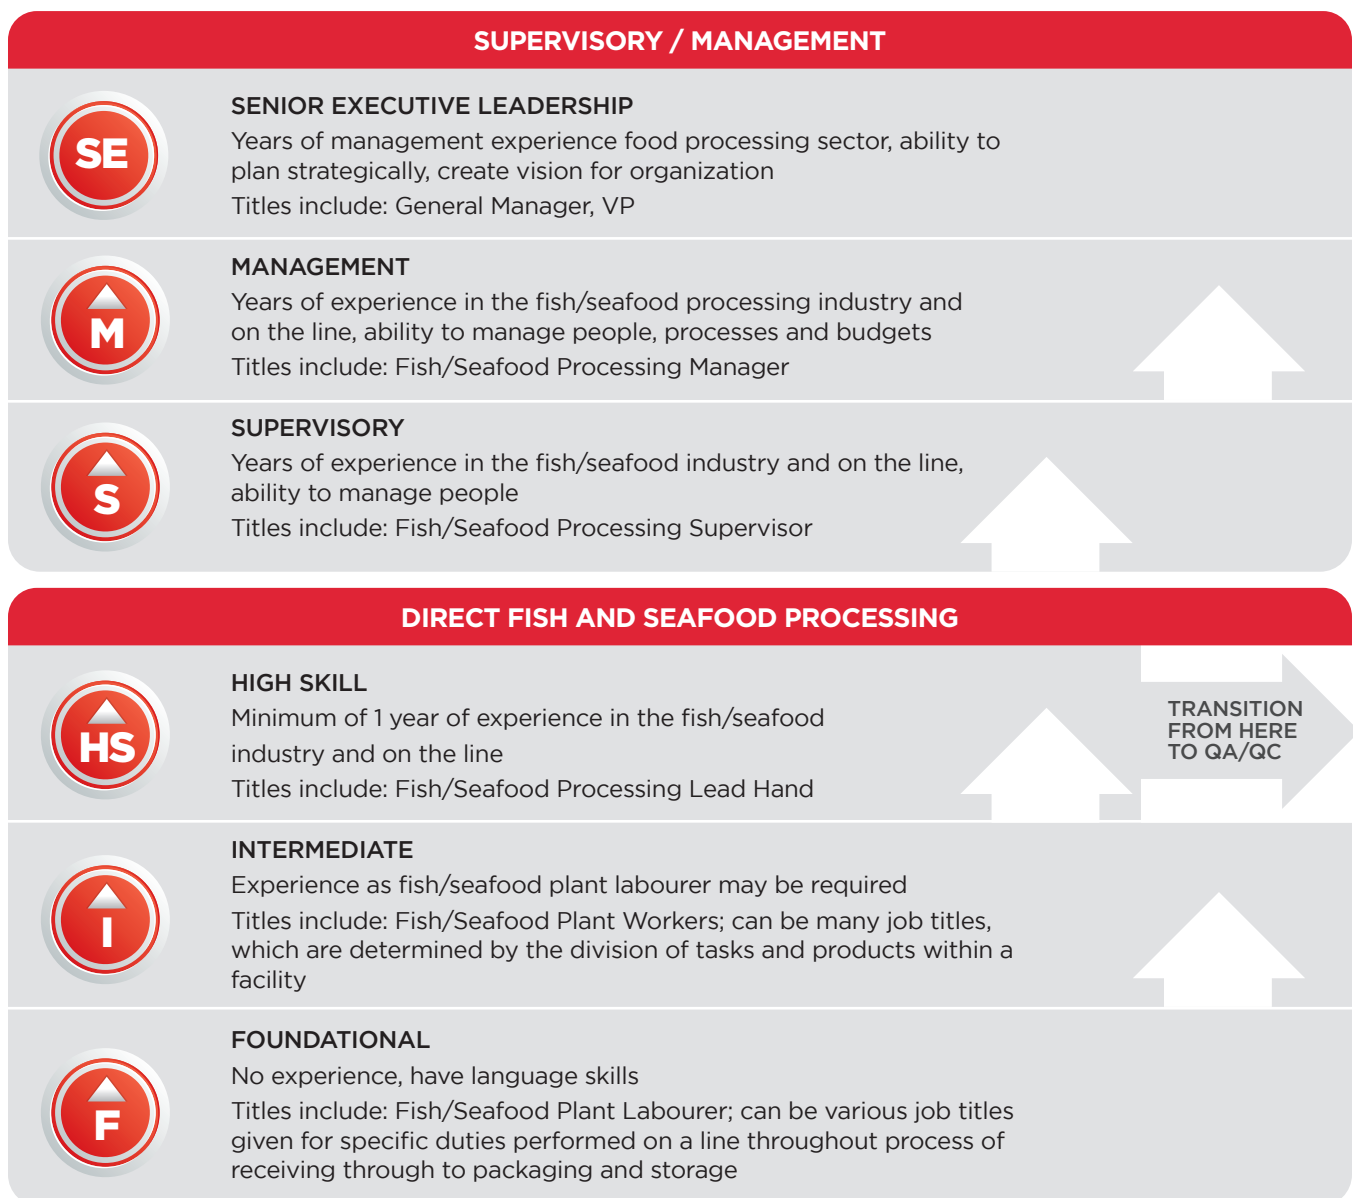 SUPERVISORY / MANAGEMENT
SE
SENIOR EXECUTIVE LEADERSHIP
Years of management experience food processing sector, ability to
plan strategically, create vision for organization
Titles include: General Manager, VP
M
MANAGEMENT
Years of experience in the fish/seafood processing industry and
on the line, ability to manage people, processes and budgets
Titles include: Fish/Seafood Processing Manager
S
SUPERVISORY
Years of experience in the fish/seafood industry and on the line,
ability to manage people
Titles include: Fish/Seafood Processing Supervisor
DIRECT FISH AND SEAFOOD PROCESSING
HS
HIGH SKILL
Minimum of 1 year of experience in the fish/seafood
industry and on the line
Titles include: Fish/Seafood Processing Lead Hand
TRANSITION
FROM HERE
TO QA/QC
I
INTERMEDIATE
Experience as fish/seafood plant labourer may be required
Titles include: Fish/Seafood Plant Workers; can be many job titles,
which are determined by the division of tasks and products within a
facility
F
FOUNDATIONAL
No experience, have language skills
Titles include: Fish/Seafood Plant Labourer; can be various job titles
given for specific duties performed on a line throughout process of
receiving through to packaging and storage